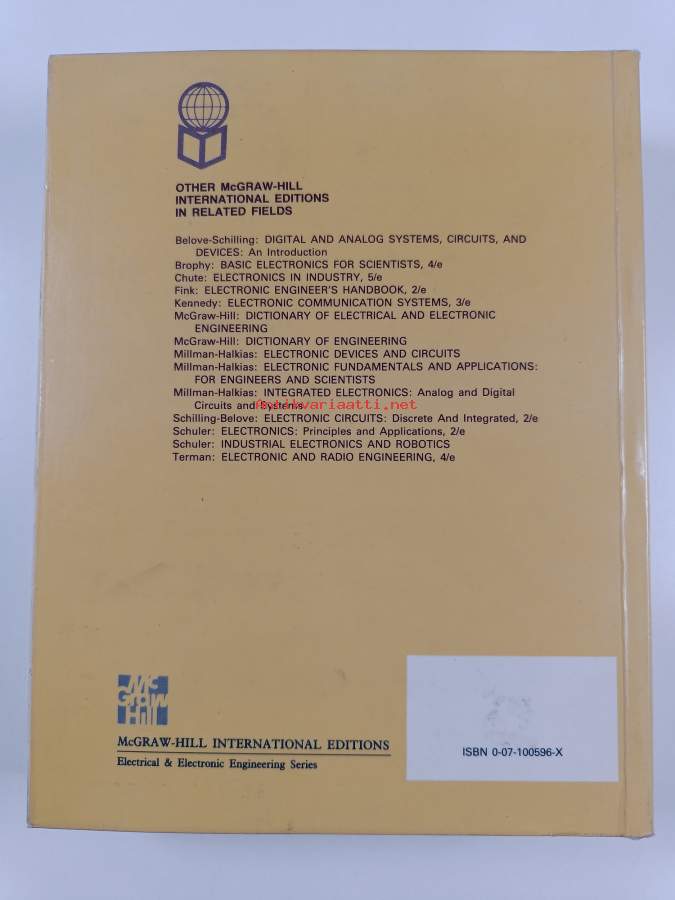 OTHER McGRAW-HILL
INTERNATIONAL EDITIONS
IN RELATED FIELDS
Belove-Schilling: DIGITAL AND ANALOG SYSTEMS, CIRCUITS, AND
DEVICES: An Introduction
Brophy: BASIC ELECTRONICS FOR SCIENTISTS, 4/e
Chute: ELECTRONICS IN INDUSTRY, 5/e
Fink: ELECTRONIC ENGINEER'S HANDBOOK, 2/e
Kennedy: ELECTRONIC COMMUNICATION SYSTEMS, 3/e
McGraw-Hill: DICTIONARY OF ELECTRICAL AND ELECTRONIC
ENGINEERING
McGraw-Hill: DICTIONARY OF ENGINEERING
Millman-Halkias: ELECTRONIC DEVICES AND CIRCUITS
Millman-Halkias: ELECTRONIC FUNDAMENTALS AND APPLICATIONS:
FOR ENGINEERS AND SCIENTISTS
Millman-Halkias: INTEGRATED ELECTRONICS: Analog and Digital
Circuits and Systems
antikvariaatti.net
Schilling-Belove: ELECTRONIC CIRCUITS: Discrete And Integrated, 2/e
Schuler: ELECTRONICS: Principles and Applications, 2/e
Schuler: INDUSTRIAL ELECTRONICS AND ROBOTICS
Terman: ELECTRONIC AND RADIO ENGINEERING, 4/e
Mc
Graw
Hill
McGRAW-HILL INTERNATIONAL EDITIONS
Electrical & Electronic Engineering Series
ISBN 0-07-100596-X